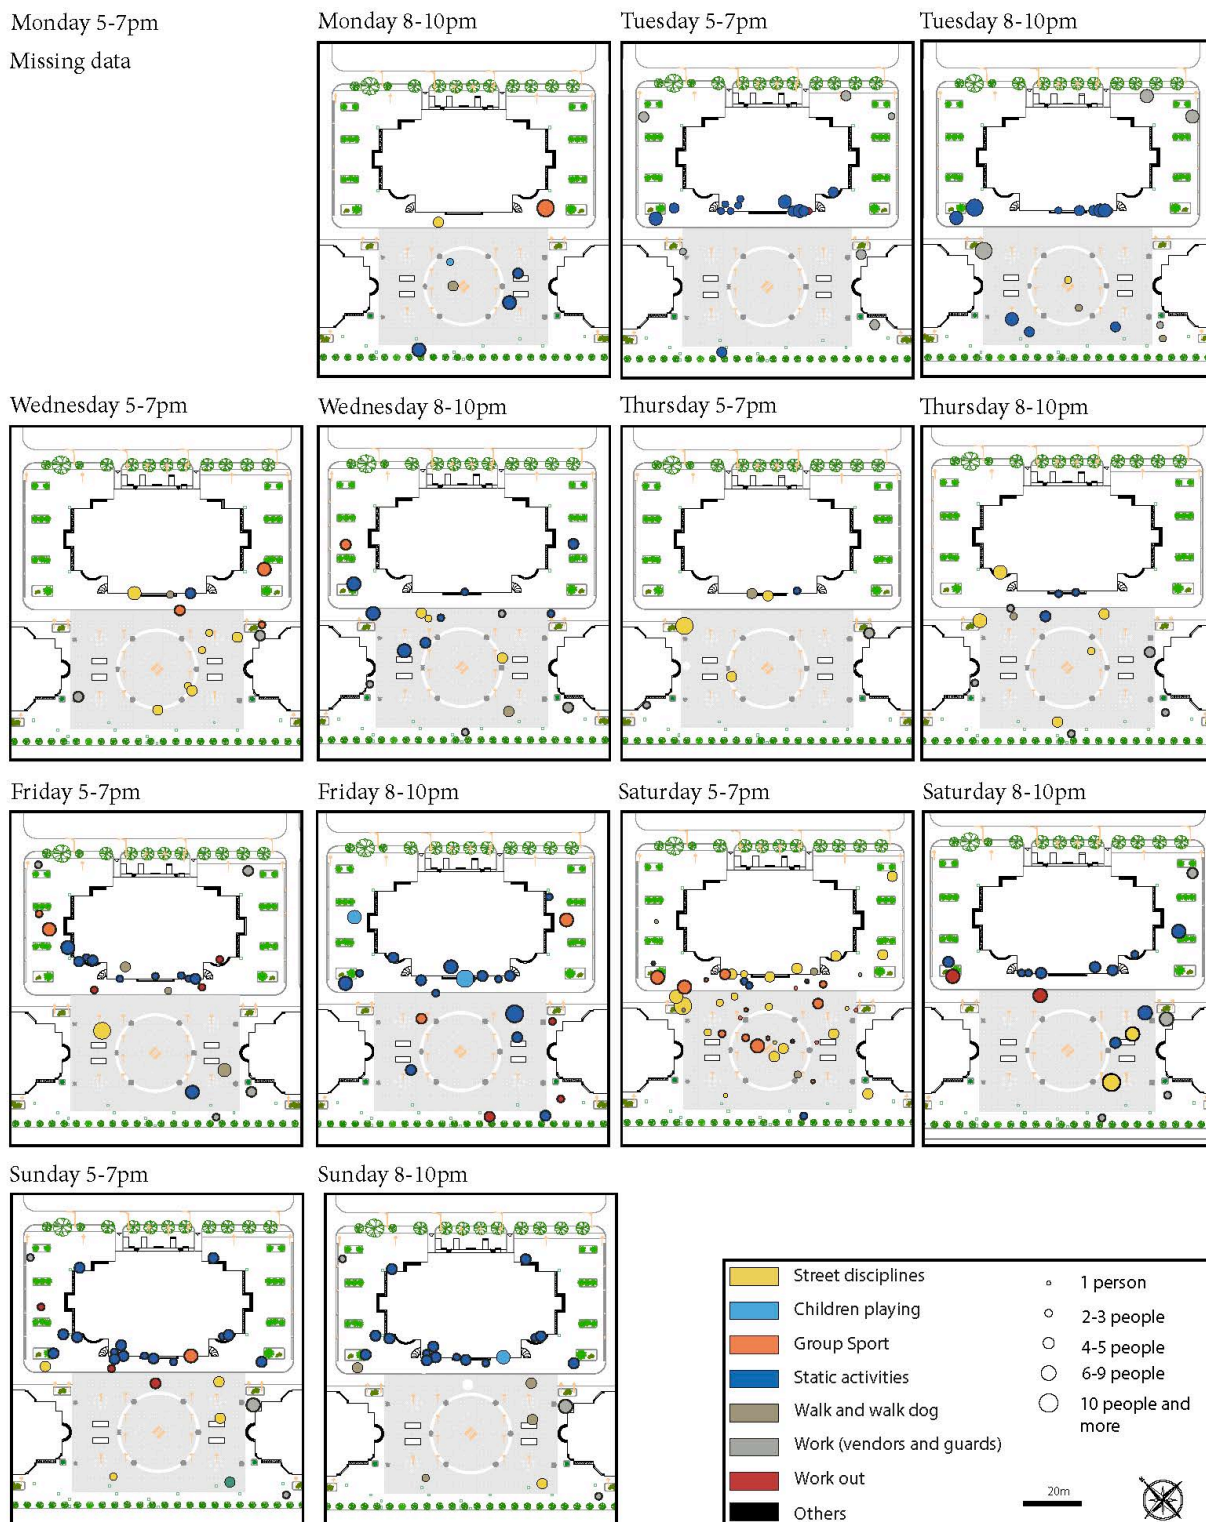 Monday 5-7pm
Missing data
Monday 8-10pm
Tuesday 5-7pm
Tuesday 8-10pm
Wednesday 5-7pm
Wednesday 8-10pm
Thursday 5-7pm
Thursday 8-10pm
Friday 5-7pm
Friday 8-10pm
Saturday 5-7pm
Saturday 8-10pm
Sunday 5-7pm
Sunday 8-10pm
Street disciplines
Children playing
Group Sport
Static activities
Walk and walk dog
Work (vendors and guards)
Work out
Others
1 person
2-3 people
4-5 people
6-9 people
10 people and
more
20m